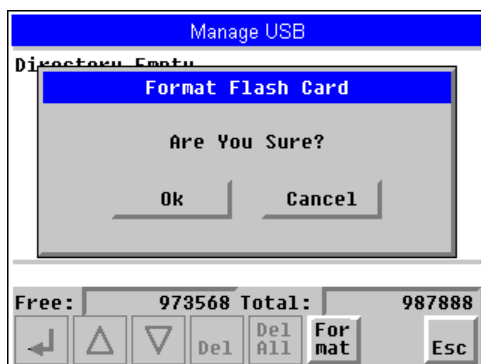 Manage USB
Directory Empty
Format Flash Card
Are You Sure?
Ok Cancel
Free: 973568 Total: 987888
Del Del All For mat Esc